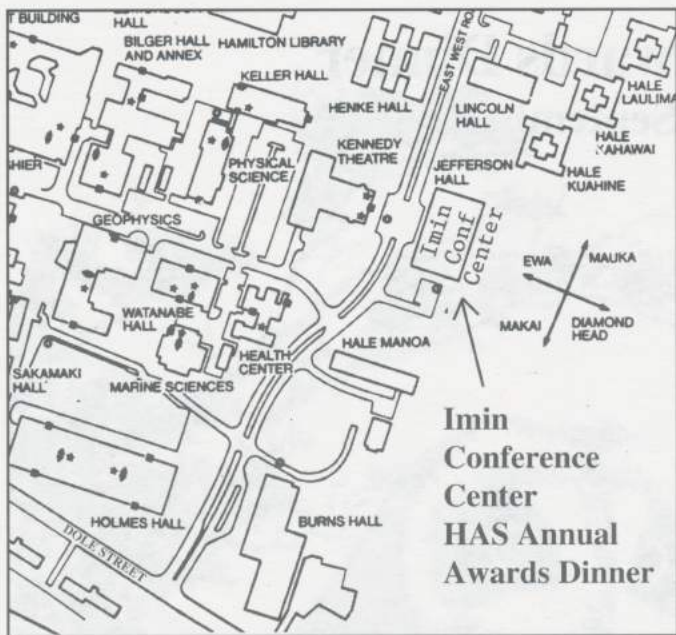 HALL
T BUILDING
BILGER HALL
AND ANNEX
HAMILTON LIBRARY
KELLER HALL
HENKE HALL
EAST WEST RO
LINCOLN
HALL
HALE
LAULIMA
HALE
KAHAWAI
HALE
KUAHINE
KENNEDY
THEATRE
JEFFERSON
HALL
PHYSICAL
SCIENCE
SHIER
GEOPHYSICS
Imin
Conf
Center
EWA
MAUKA
MAKAI
DIAMOND
HEAD
WATANABE
HALL
HEALTH
CENTER
HALE MANOA
SAKAMAKI
HALL
MARINE SCIENCES
Imin
Conference
Center
HAS Annual
Awards Dinner
HOLMES HALL
BURNS HALL
DOLE STREET